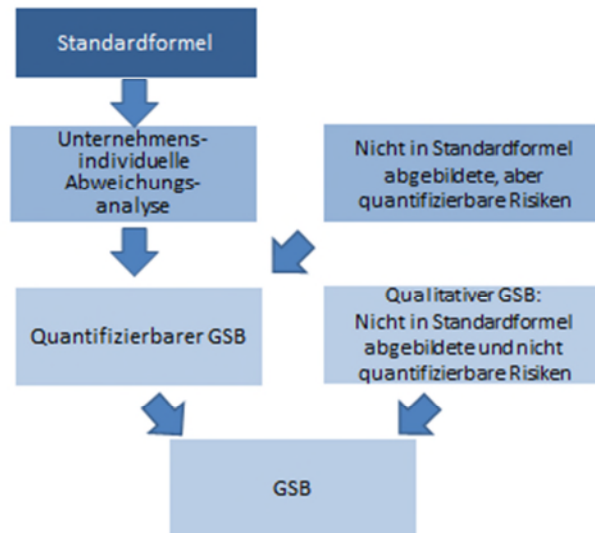 Standardformel
Unternehmens-
individuelle
Abweichungs-
analyse
Nicht in Standardformel
abgebildete, aber
quantifizierbare Risiken
Quantifizierbarer GSB
Qualitativer GSB:
Nicht in Standardformel
abgebildete und nicht
quantifizierbare Risiken
GSB